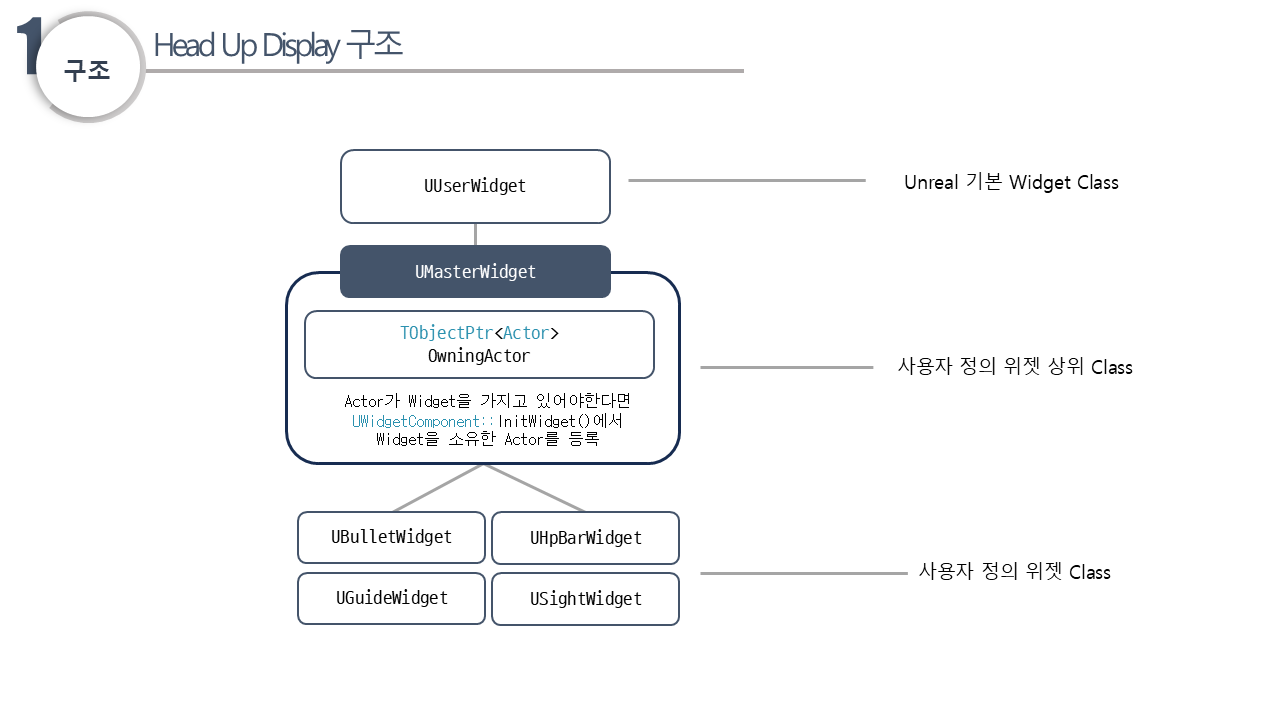 1
구조
Head Up Display 구조
UUserWidget
Unreal 기본 Widget Class
UMasterWidget
TObjectPtr<Actor>
OwningActor
사용자 정의 위젯 상위 Class
Actor가 Widget을 가지고 있어야한다면
UWidgetComponent::InitWidget()에서
Widget을 소유한 Actor를 등록
UBulletWidget
UHpBarWidget
사용자 정의 위젯 Class
UGuideWidget
USightWidget